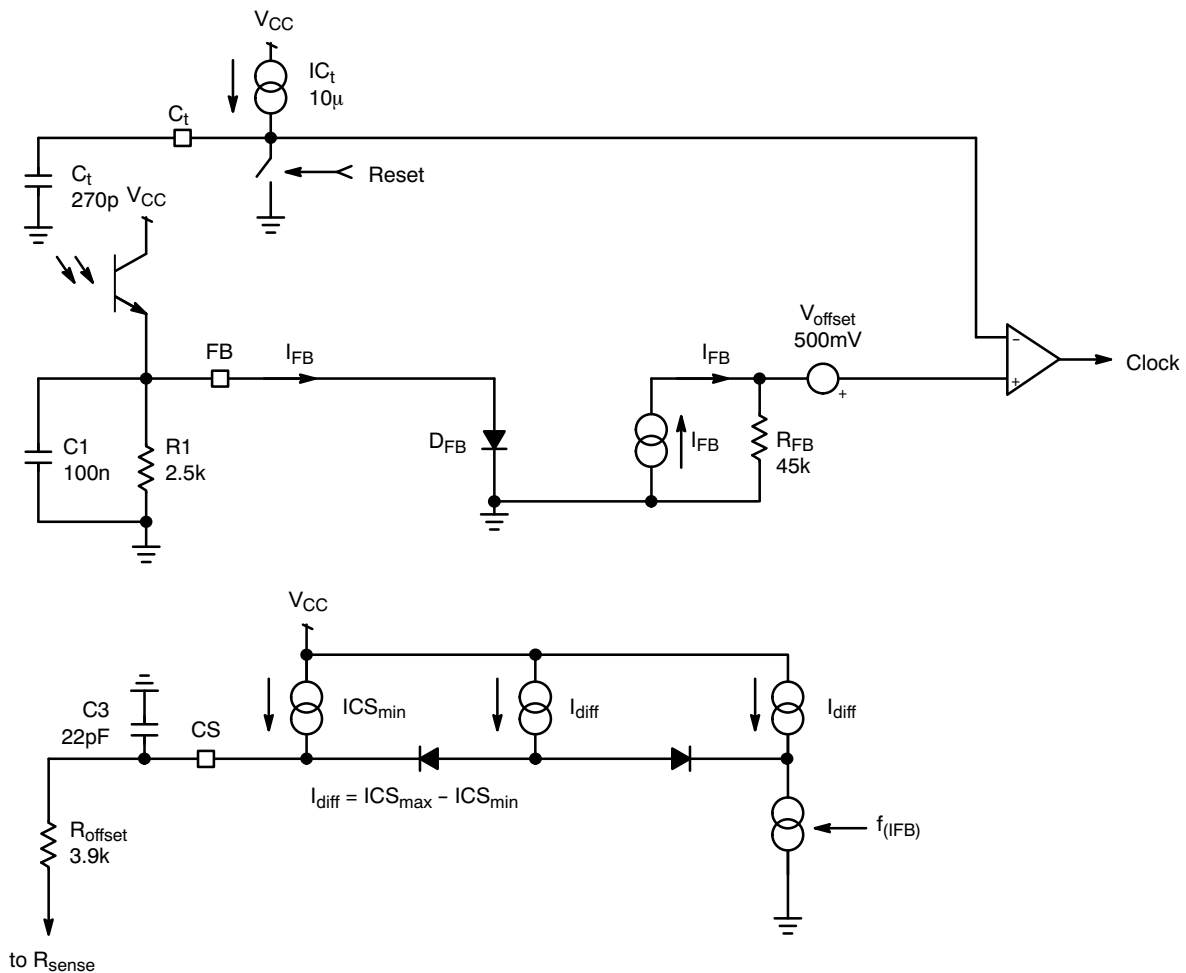 VCC
ICt
10μ
Ct
Reset
Ct
270p
VCC
Voffset
500mV
FB
IFB
IFB
−
+
Clock
+
C1
100n
R1
2.5k
DFB
IFB
RFB
45k
VCC
C3
22pF
CS
ICSmin
Idiff
Idiff
Idiff = ICSmax − ICSmin
Roffset
3.9k
f(IFB)
to Rsense